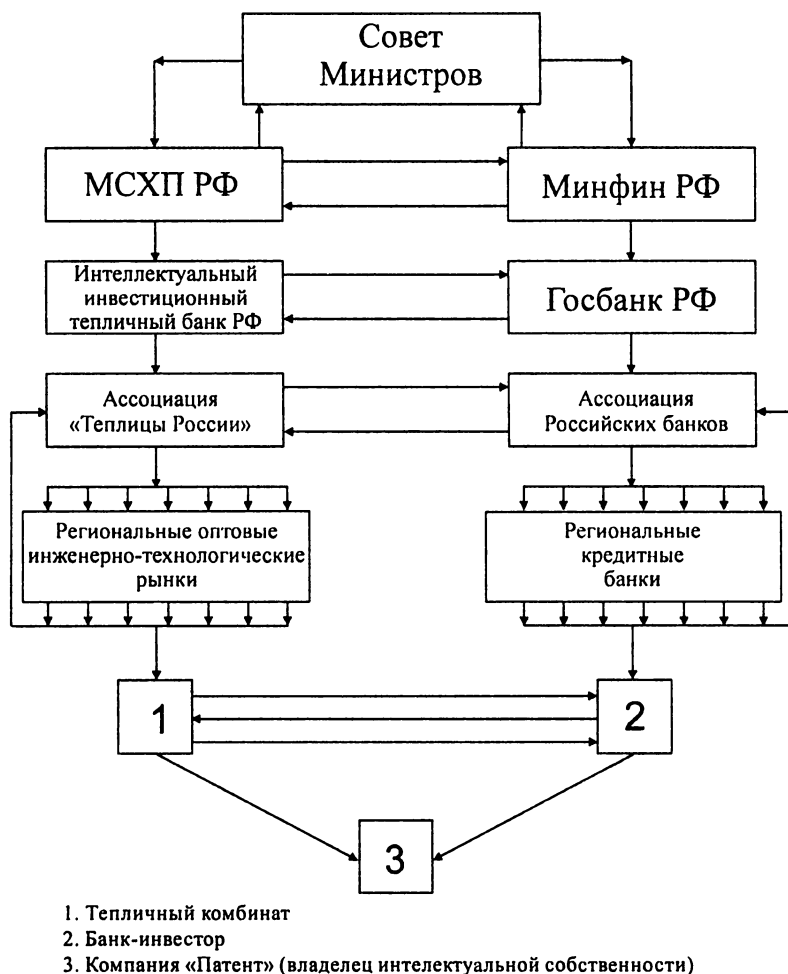 Совет
Министров
МСХП РФ
Минфин РФ
Интеллектуальный
инвестиционный
тепличный банк РФ
Госбанк РФ
Ассоциация
«Теплицы России»
Ассоциация
Российских банков
Региональные оптовые
инженерно-технологические
рынки
Региональные
кредитные
банки
1
2
3
1. Тепличный комбинат
2. Банк-инвестор
3. Компания «Патент» (владелец интелектуальной собственности)